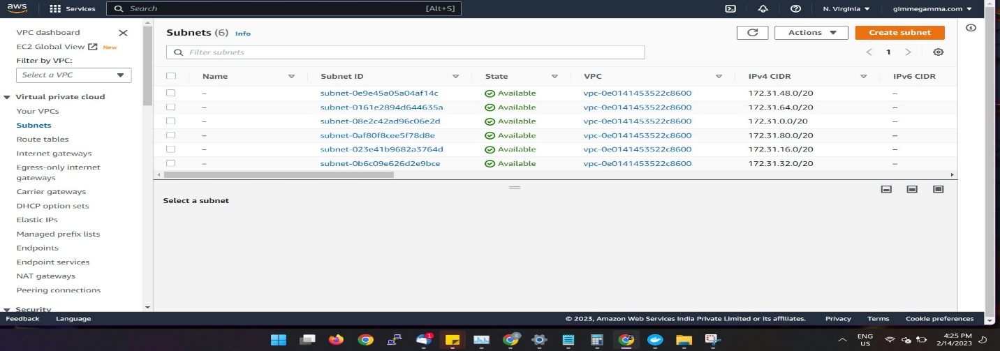 aws Services Search [Alt+S] N. Virginia gimmegamma.com
VPC dashboard
EC2 Global View New
Filter by VPC:
Select a VPC
Virtual private cloud
Your VPCs
Subnets
Route tables
Internet gateways
Egress-only internet
gateways
Carrier gateways
DHCP option sets
Elastic IPs
Managed prefix lists
Endpoints
Endpoint services
NAT gateways
Peering connections
Security
Subnets (6) Info
Actions Create subnet
Filter subnets
1
Name Subnet ID State VPC IPv4 CIDR IPv6 CIDR
– subnet-0e9e45a05a04af14c Available vpc-0e0141453522c8600 172.31.48.0/20 –
– subnet-0161e2894d644635a Available vpc-0e0141453522c8600 172.31.64.0/20 –
– subnet-08e2c42ad96c06e2d Available vpc-0e0141453522c8600 172.31.0.0/20 –
– subnet-0af80f8cee5f78d8e Available vpc-0e0141453522c8600 172.31.80.0/20 –
– subnet-023e41b9682a3764d Available vpc-0e0141453522c8600 172.31.16.0/20 –
– subnet-0b6c09e626d2e9bce Available vpc-0e0141453522c8600 172.31.32.0/20 –
Select a subnet
Feedback Language © 2023, Amazon Web Services India Private Limited or its affiliates. Privacy Terms Cookie preferences
1
ENG
US
4:25 PM
2/14/2023